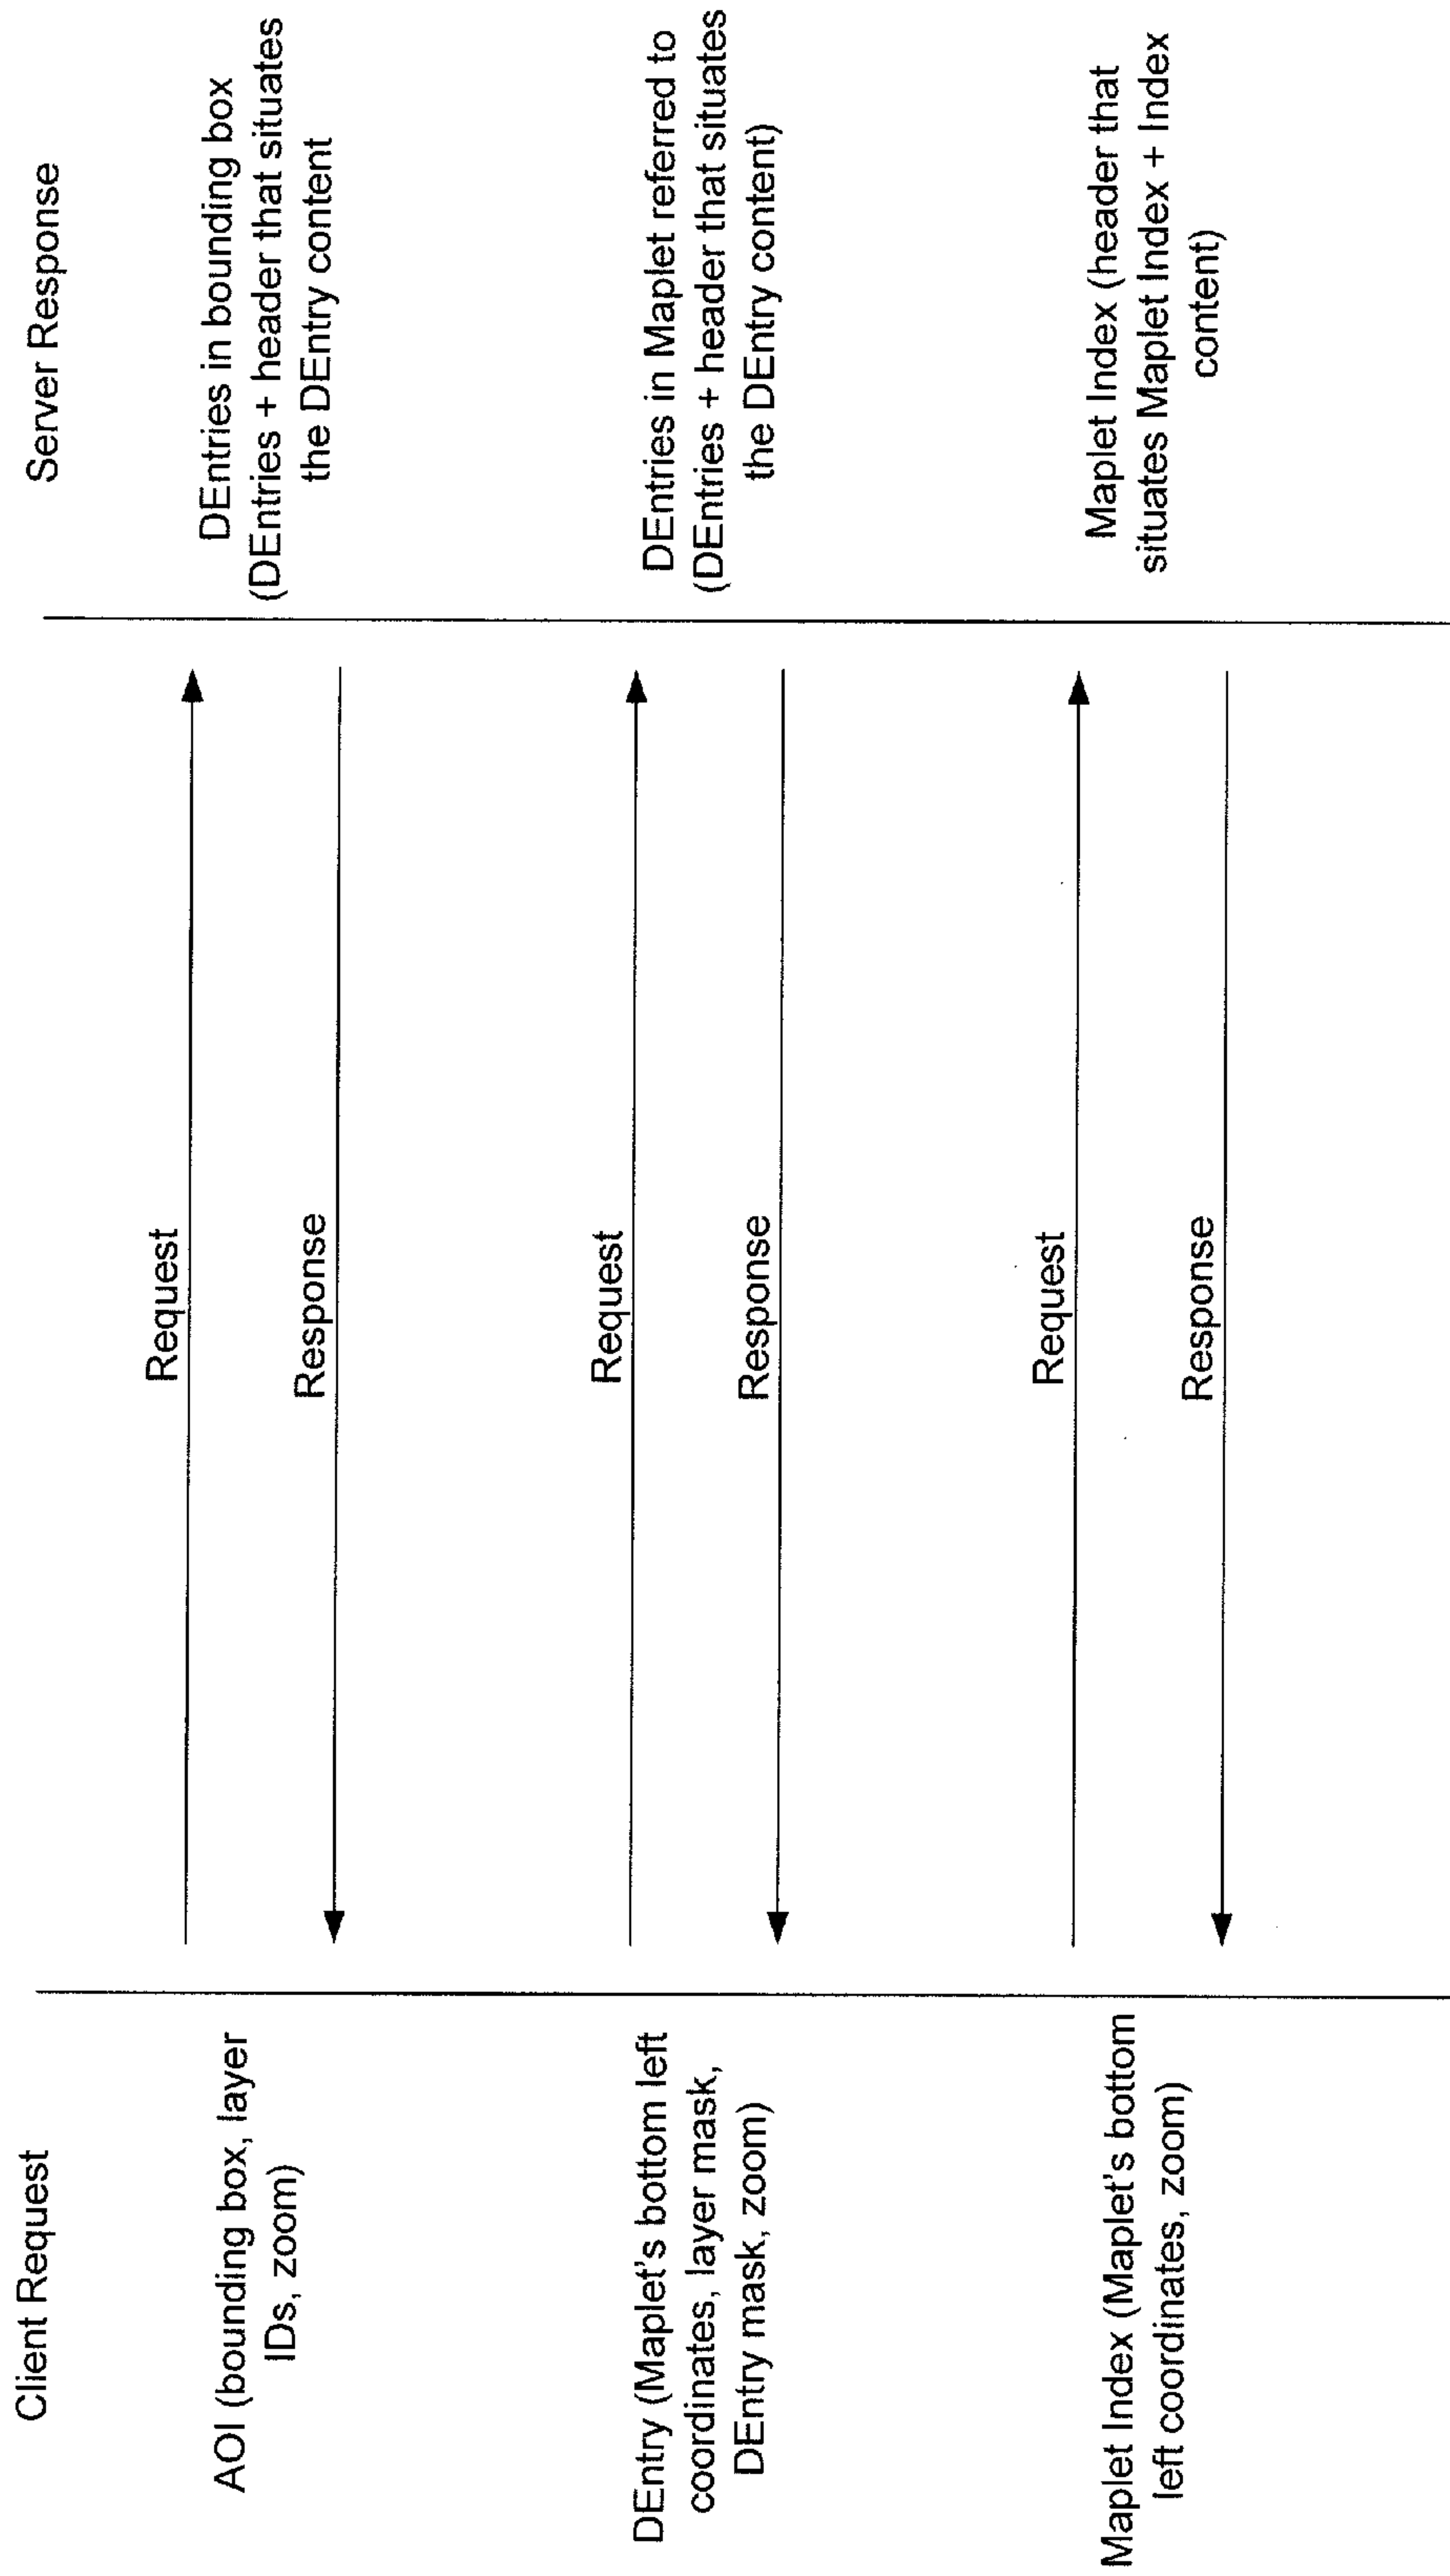 Client Request
Server Response
AOI (bounding box, layer
IDs, zoom)
Request
Response
DEntries in bounding box
(DEntries + header that situates
the DEntry content
DEntry (Maplet's bottom left
coordinates, layer mask,
DEntry mask, zoom)
Request
Response
DEntries in Maplet referred to
(DEntries + header that situates
the DEntry content)
Maplet Index (Maplet's bottom
left coordinates, zoom)
Request
Response
Maplet Index (header that
situates Maplet Index + Index
content)